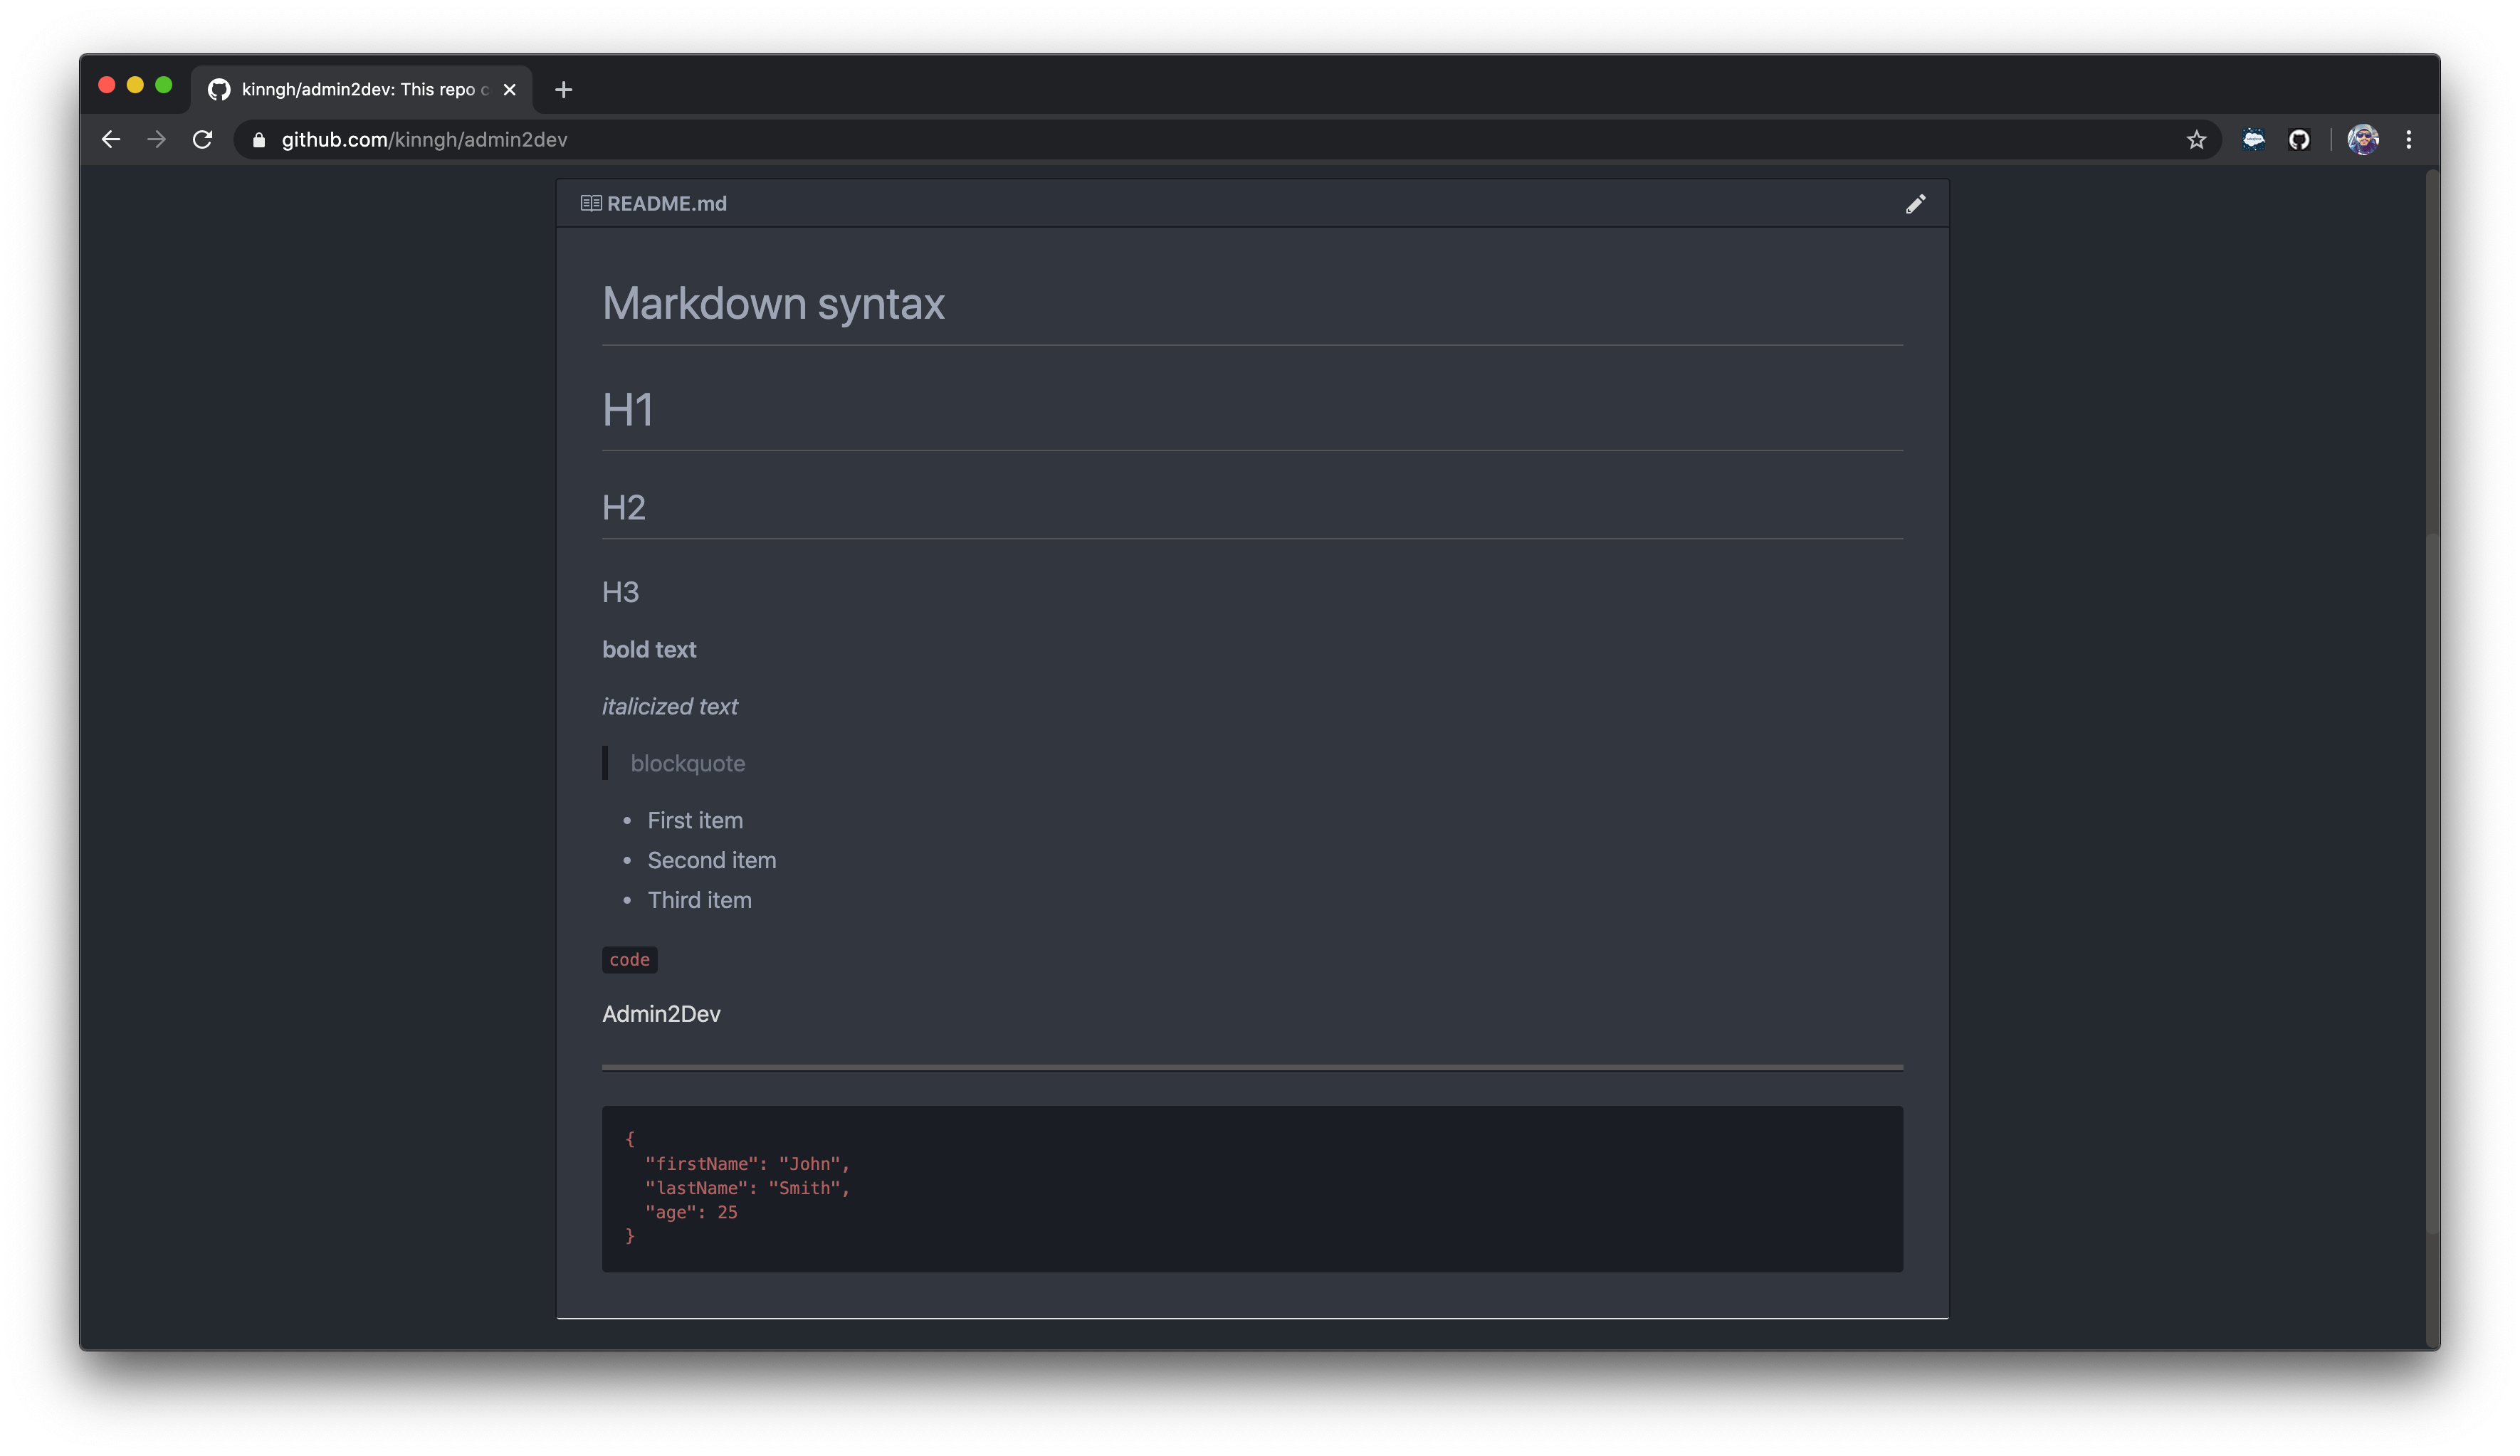 kinngh/admin2dev: This repo c
github.com/kinngh/admin2dev
README.md
Markdown syntax
H1
H2
H3
bold text
italicized text
blockquote
• First item
• Second item
• Third item
code
Admin2Dev
{
  "firstName": "John",
  "lastName": "Smith",
  "age": 25
}